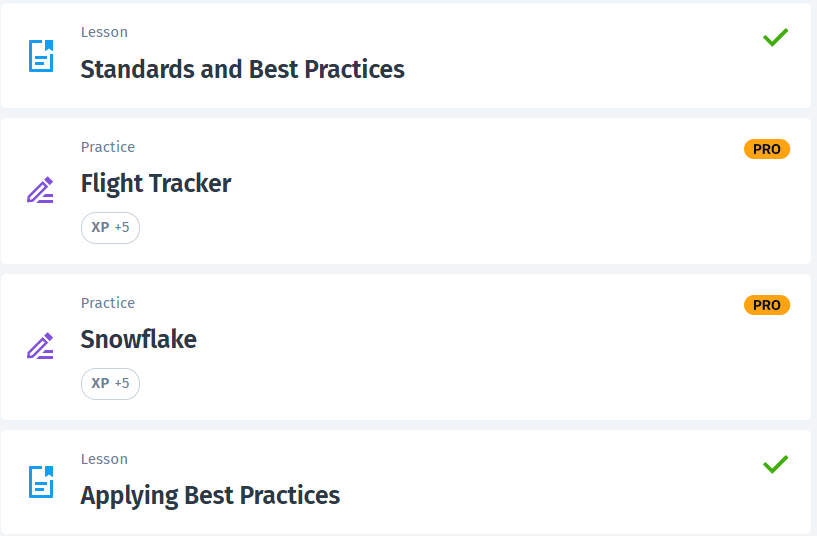 Lesson
Standards and Best Practices
Practice
PRO
Flight Tracker
XP +5
Practice
PRO
Snowflake
XP +5
Lesson
Applying Best Practices